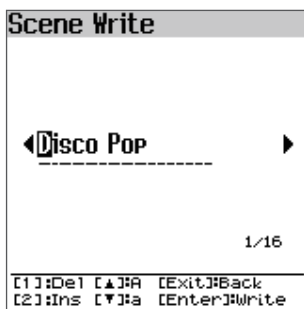 Scene Write
◀Disco Pop ▶
1/16
[1]:Del [▲]:A [Exit]:Back
[2]:Ins [▼]:a [Enter]:Write